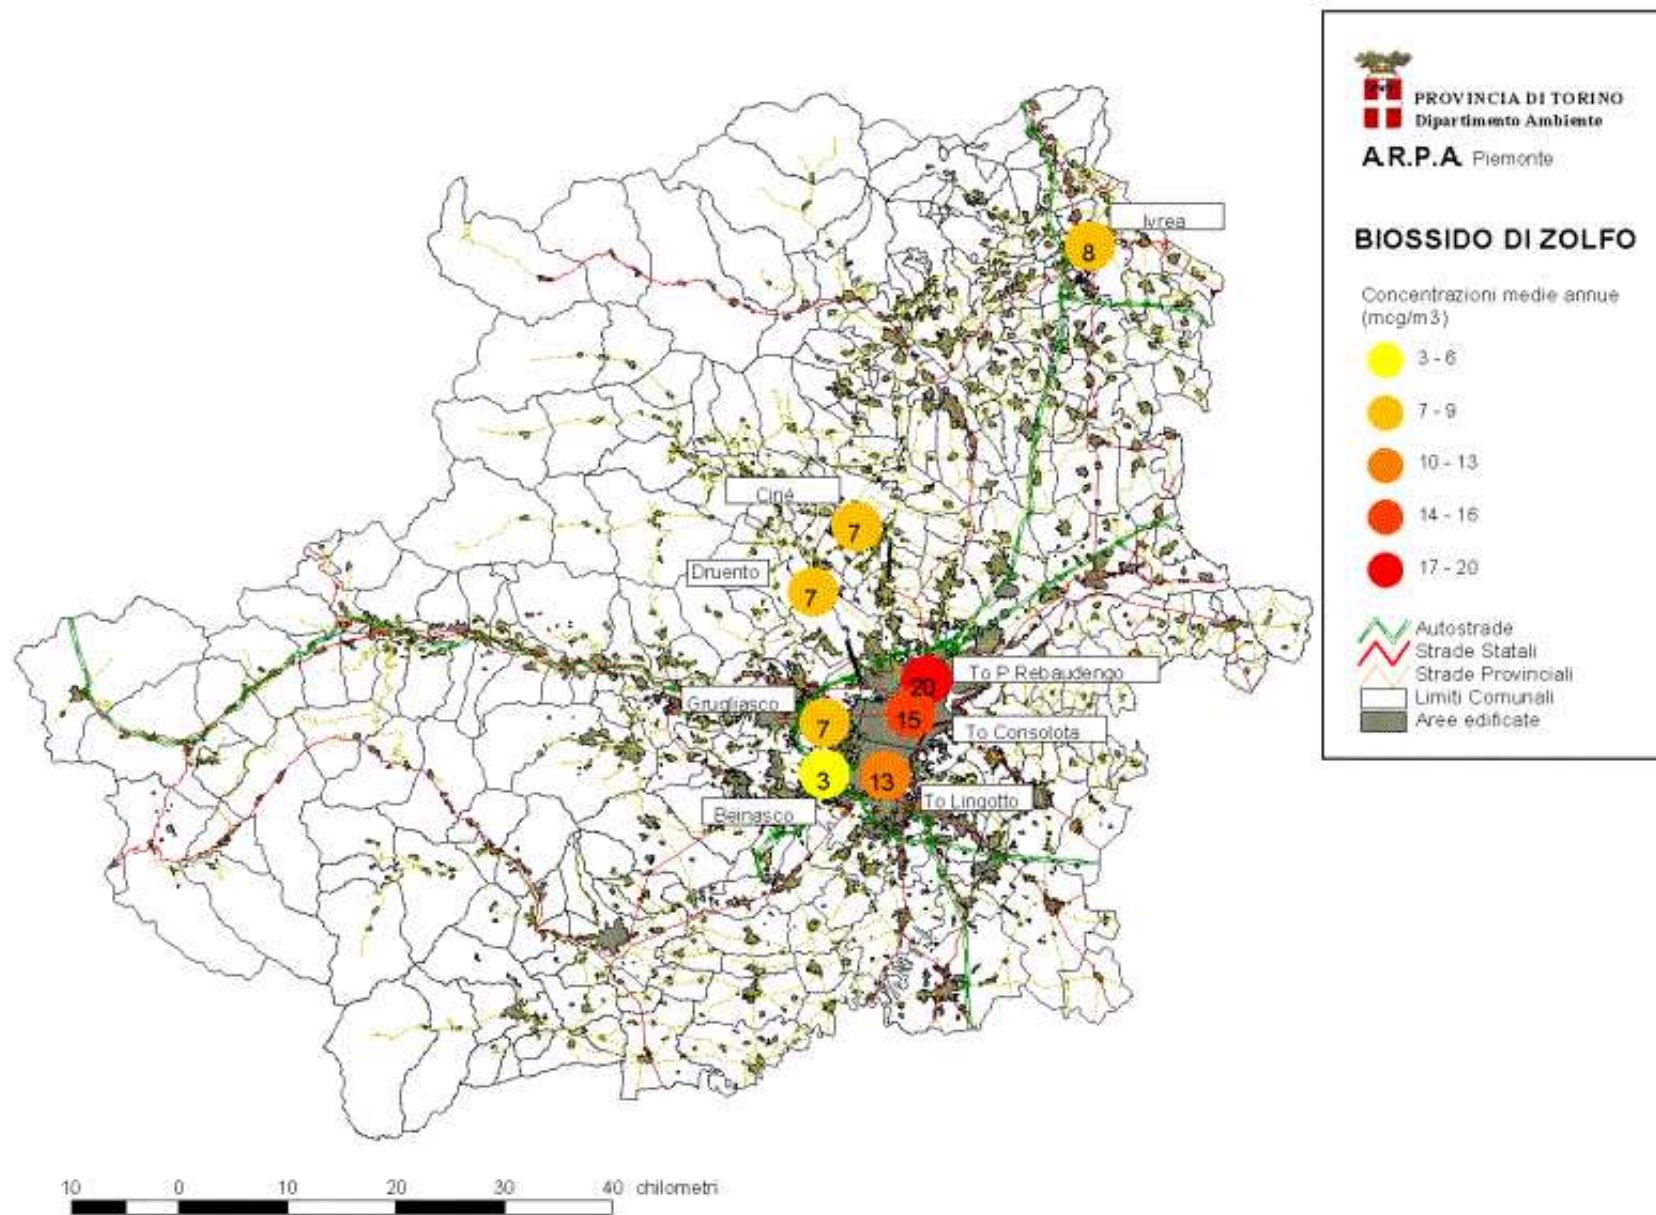 PROVINCIA DI TORINO
Dipartimento Ambiente
A.R.P.A. Piemonte
BIOSSIDO DI ZOLFO
Concentrazioni medie annue
(mcg/m3)
3 - 6
7 - 9
10 - 13
14 - 16
17 - 20
Autostrade
Strade Statali
Strade Provinciali
Limiti Comunali
Aree edificate
Ivrea
8
Ciriè
7
Druento
7
To P.Rebaudengo
20
Grugliasco
7
15
To Consolota
3
13
To Lingotto
Beinasco
10 0 10 20 30 40 chilometri